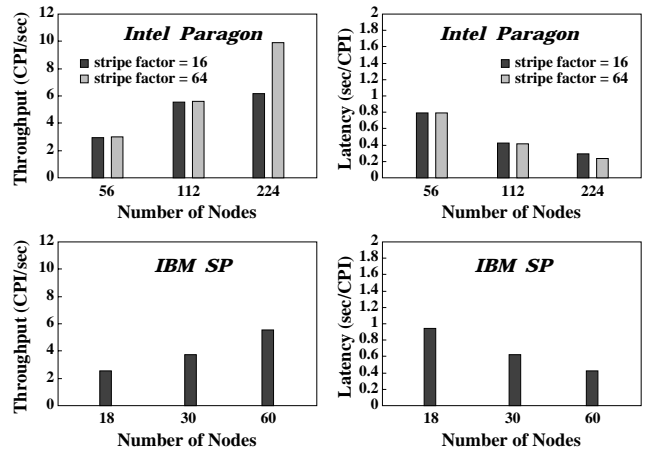 Throughput (CPI/sec)
12
10
8
6
4
2
0
Intel Paragon
stripe factor = 16
stripe factor = 64
56 112 224
Number of Nodes
Latency (sec/CPI)
2
1.8
1.6
1.4
1.2
1
0.8
0.6
0.4
0.2
0
Intel Paragon
stripe factor = 16
stripe factor = 64
56 112 224
Number of Nodes
Throughput (CPI/sec)
12
10
8
6
4
2
0
IBM SP
18 30 60
Number of Nodes
Latency (sec/CPI)
2
1.8
1.6
1.4
1.2
1
0.8
0.6
0.4
0.2
0
IBM SP
18 30 60
Number of Nodes